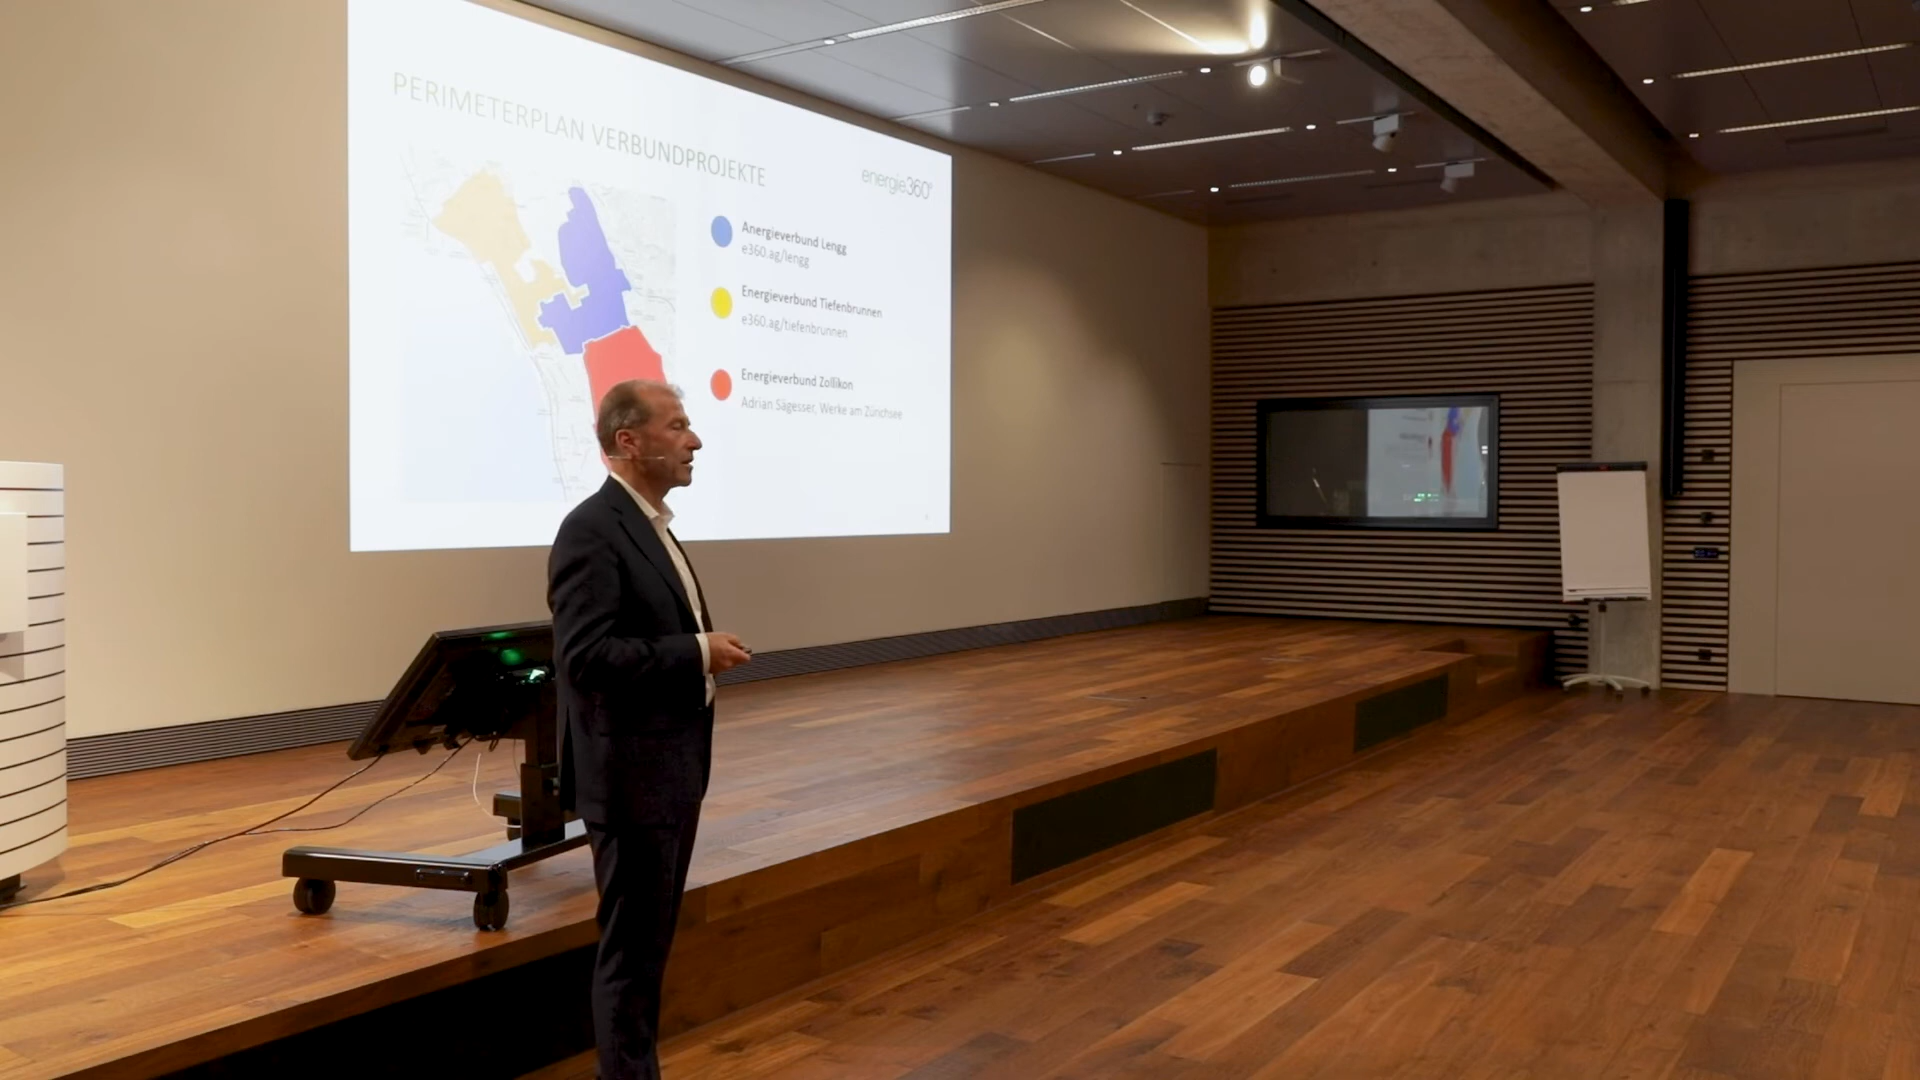 PERIMETERPLAN VERBUNDPROJEKTE
energie360°
Anergieverbund Lengg
e360.ag/lengg
Energieverbund Tiefenbrunnen
e360.ag/tiefenbrunnen
Energieverbund Zollikon
Adrian Sägesser, Werke am Zürichsee